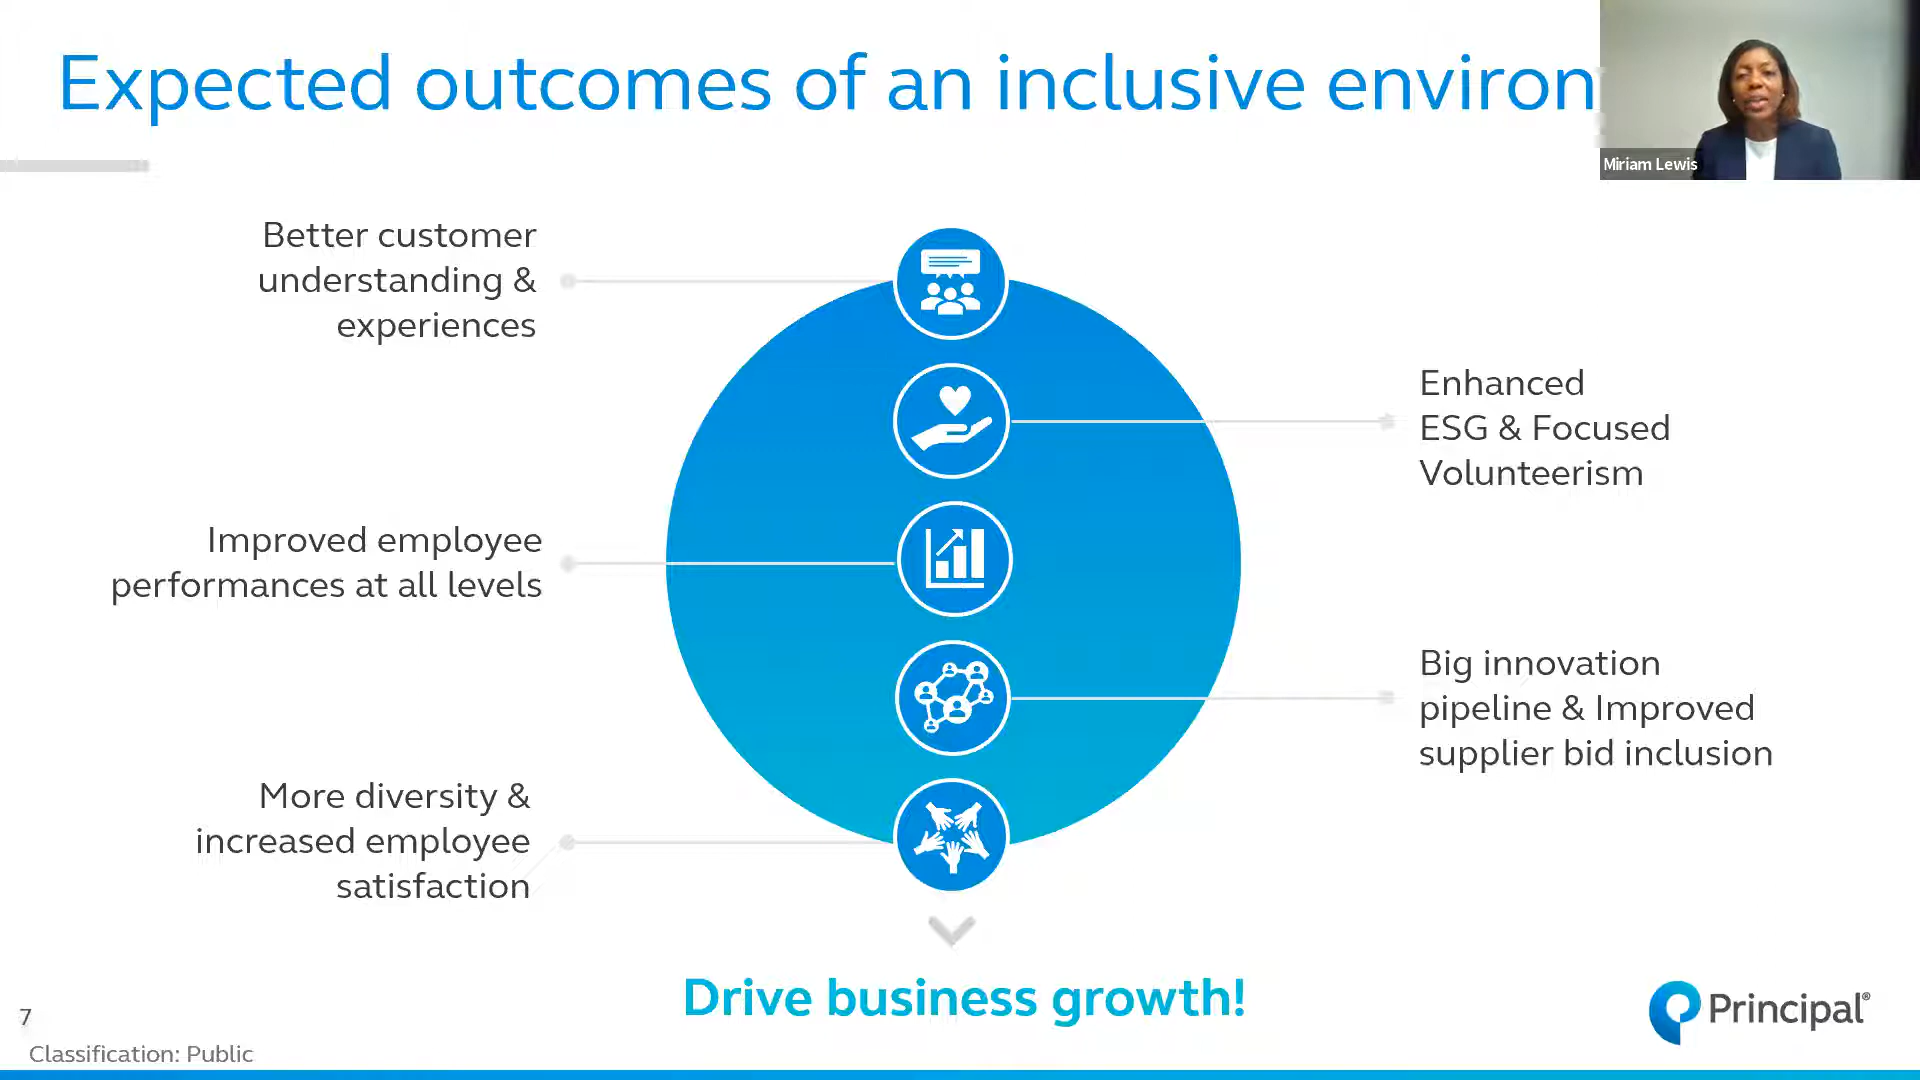 Expected outcomes of an inclusive environ
Miriam Lewis
Better customer
understanding &
experiences
Enhanced
ESG & Focused
Volunteerism
Improved employee
performances at all levels
Big innovation
pipeline & Improved
supplier bid inclusion
More diversity &
increased employee
satisfaction
Drive business growth!
7
Classification: Public
Principal®